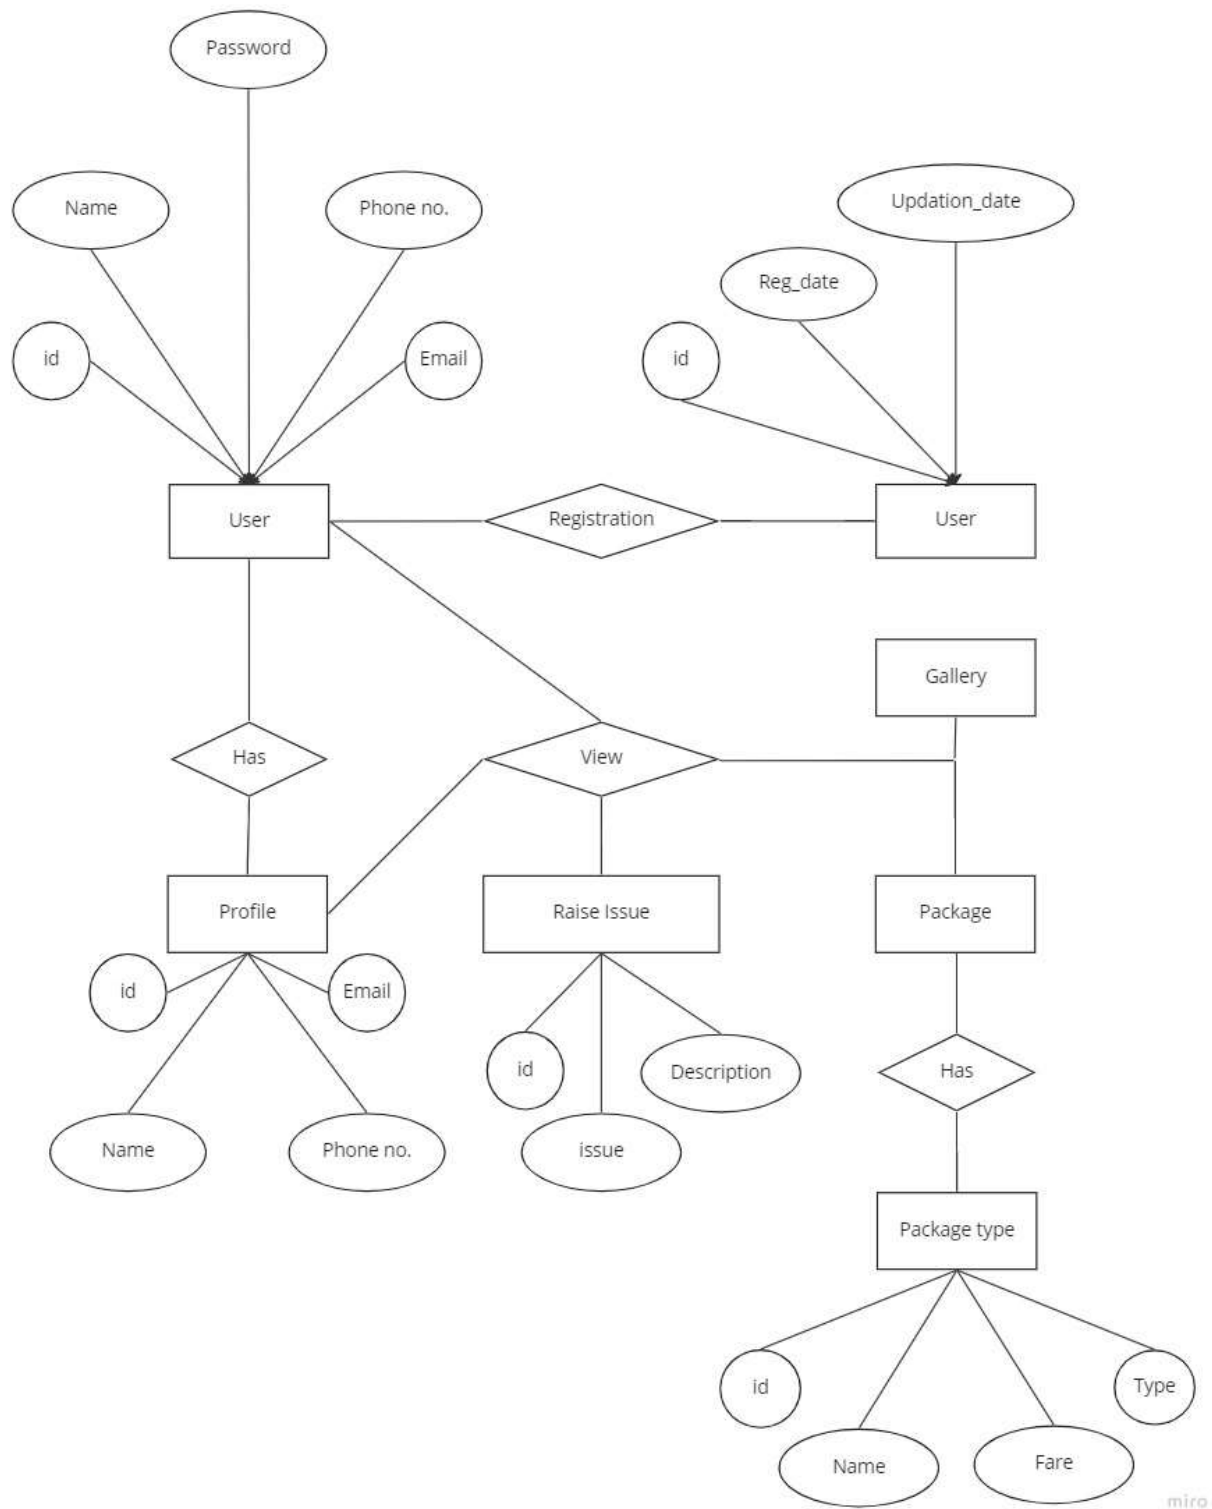 Password
Name
Phone no.
Updation_date
Reg_date
id
Email
id
User
Registration
User
Gallery
Has
View
Profile
Raise Issue
Package
id
Email
id
Description
Has
Name
Phone no.
issue
Package type
id
Type
Name
Fare
miro